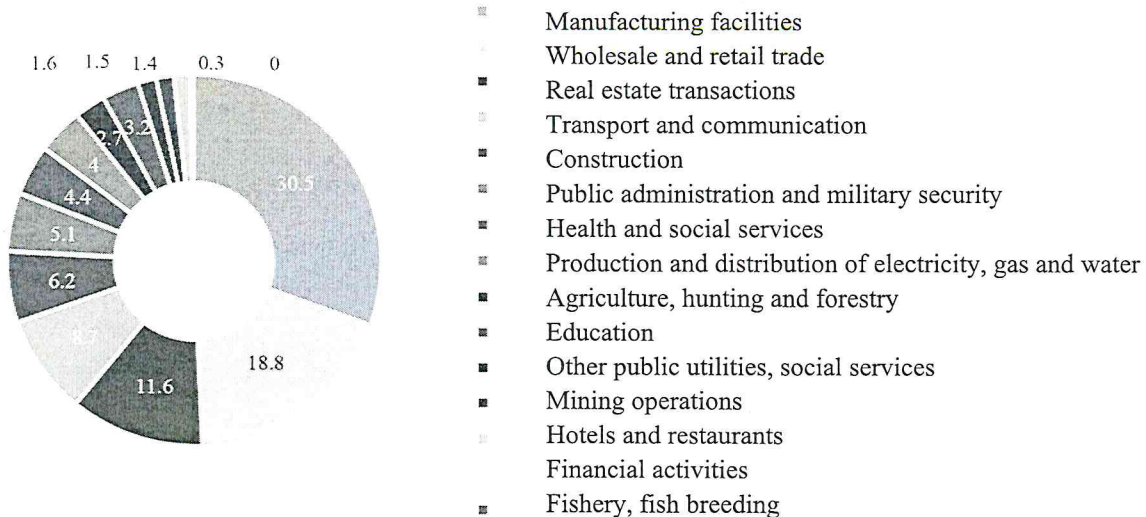 1.6 1.5 1.4 0.3 0
2.7 3.2
4
4.4
5.1
6.2
8.7
11.6
18.8
30.5
Manufacturing facilities
Wholesale and retail trade
Real estate transactions
Transport and communication
Construction
Public administration and military security
Health and social services
Production and distribution of electricity, gas and water
Agriculture, hunting and forestry
Education
Other public utilities, social services
Mining operations
Hotels and restaurants
Financial activities
Fishery, fish breeding